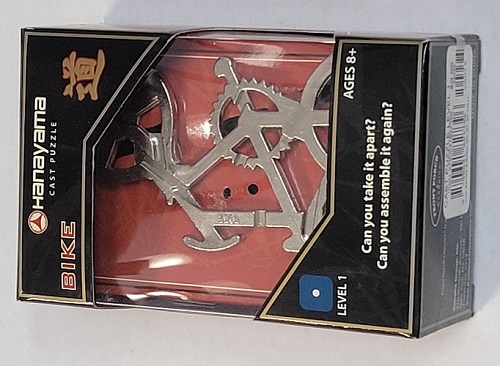 道
Hanayama
CAST PUZZLE
BIKE
AGES 8+
Can you take it apart?
Can you assemble it again?
LEVEL 1